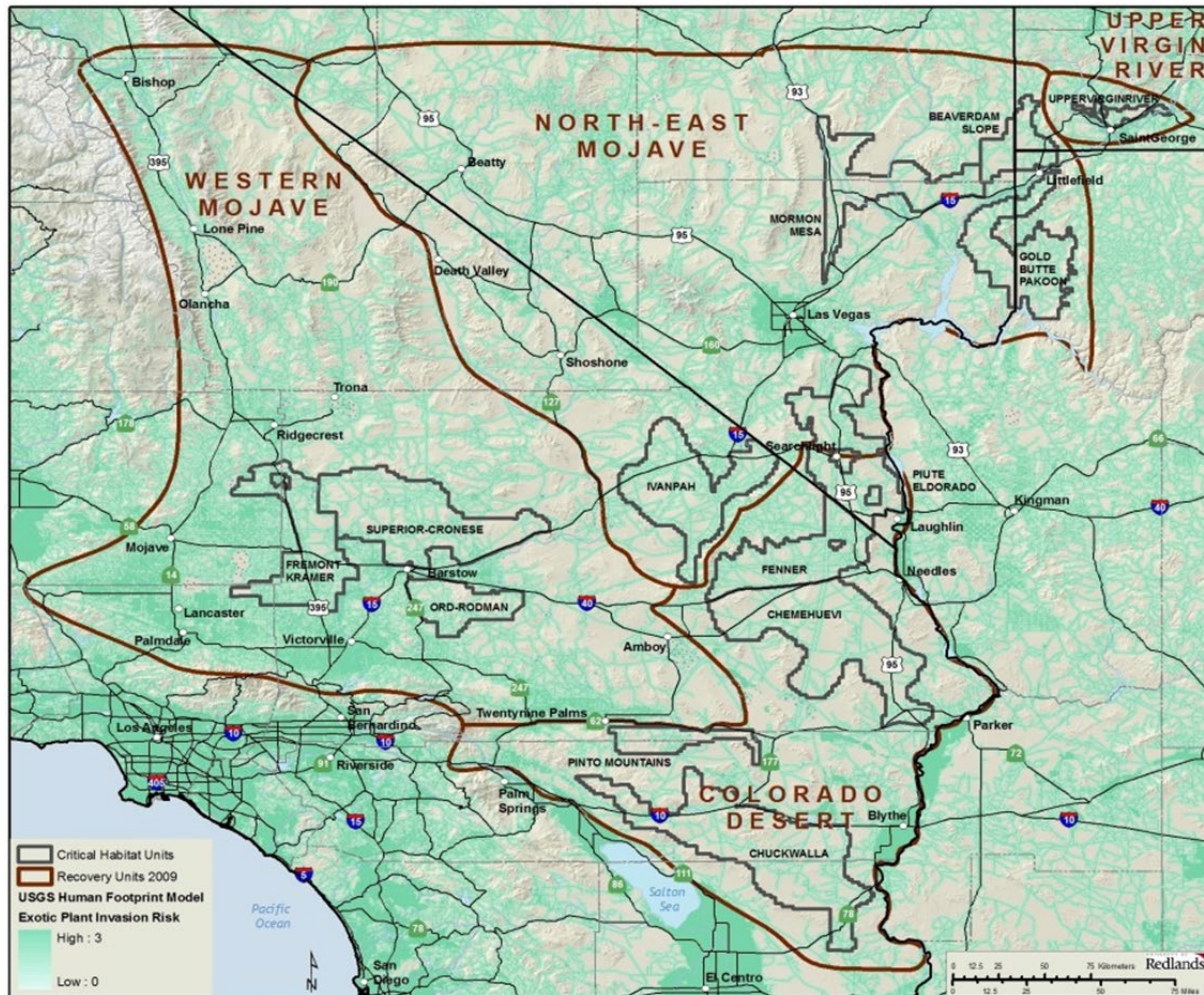 UPPER
VIRGIN
RIVER
Bishop
93
UPPERVIRGINRIVER
BEAVERDAM
SLOPE
SaintGeorge
95
NORTH-EAST
MOJAVE
395
Beatty
WESTERN
MOJAVE
Littlefield
15
Lone Pine
MORMON
MESA
95
GOLD
BUTTE
PAKOON
Death Valley
190
Olancha
Las Vegas
160
Shoshone
Trona
127
178
Ridgecrest
15
Searchlight
66
93
IVANPAH
PIUTE
ELDORADO
95
Kingman
40
SUPERIOR-CRONESE
58
Mojave
Laughlin
FREMONT
KRAMER
Barstow
FENNER
Needles
14
395
15
247
ORD-RODMAN
40
Lancaster
CHEMEHUEVI
Palmdale
Victorville
Amboy
95
247
San
Bernardino
Twentynine Palms
62
Los Angeles
10
10
Parker
91
Riverside
PINTO MOUNTAINS
177
72
405
Palm
Springs
COLORADO
DESERT
10
Blythe
10
15
CHUCKWALLA
Critical Habitat Units
Recovery Units 2009
5
111
86
Salton
Sea
USGS Human Footprint Model
Exotic Plant Invasion Risk
Pacific
Ocean
78
78
High : 3
Low : 0
San
Diego
El Centro
Redlands
0 12.5 25 50 75 Kilometers
0 12.5 25 50 75 Miles